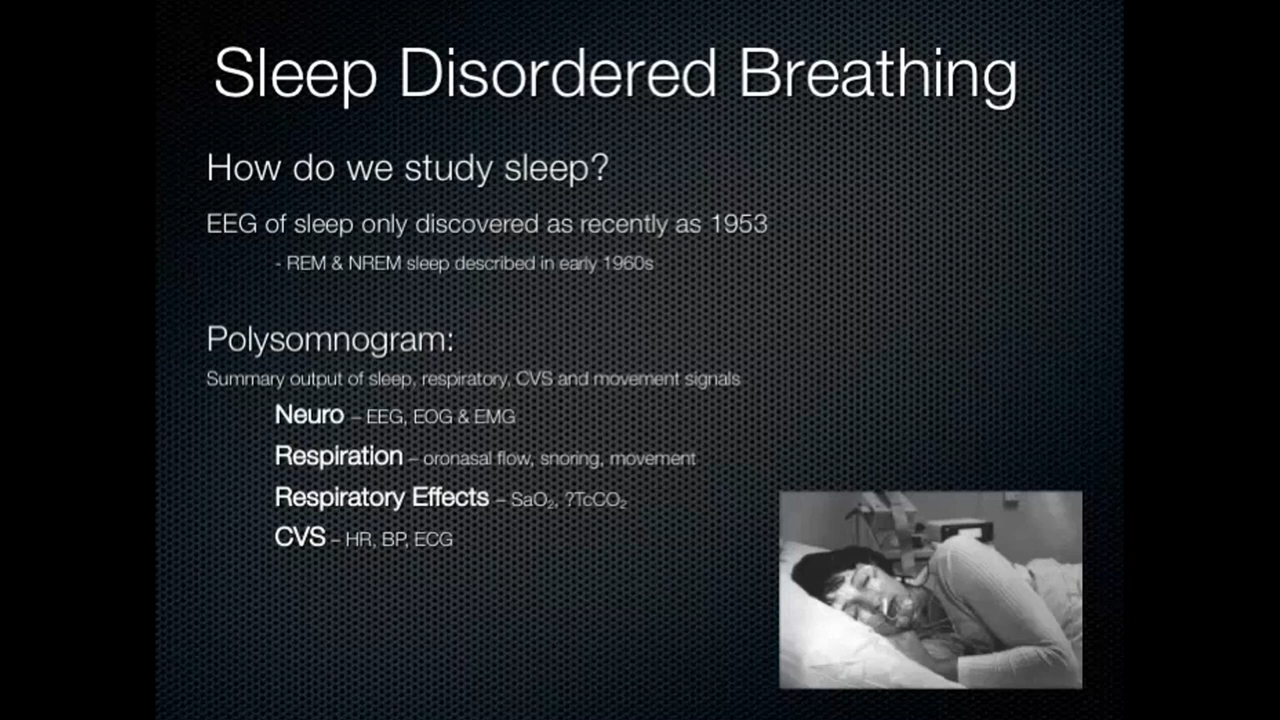 Sleep Disordered Breathing
How do we study sleep?
EEG of sleep only discovered as recently as 1953
- REM & NREM sleep described in early 1960s
Polysomnogram:
Summary output of sleep, respiratory, CVS and movement signals
Neuro – EEG, EOG & EMG
Respiration – oronasal flow, snoring, movement
Respiratory Effects – SaO₂, ?TcCO₂
CVS – HR, BP, ECG